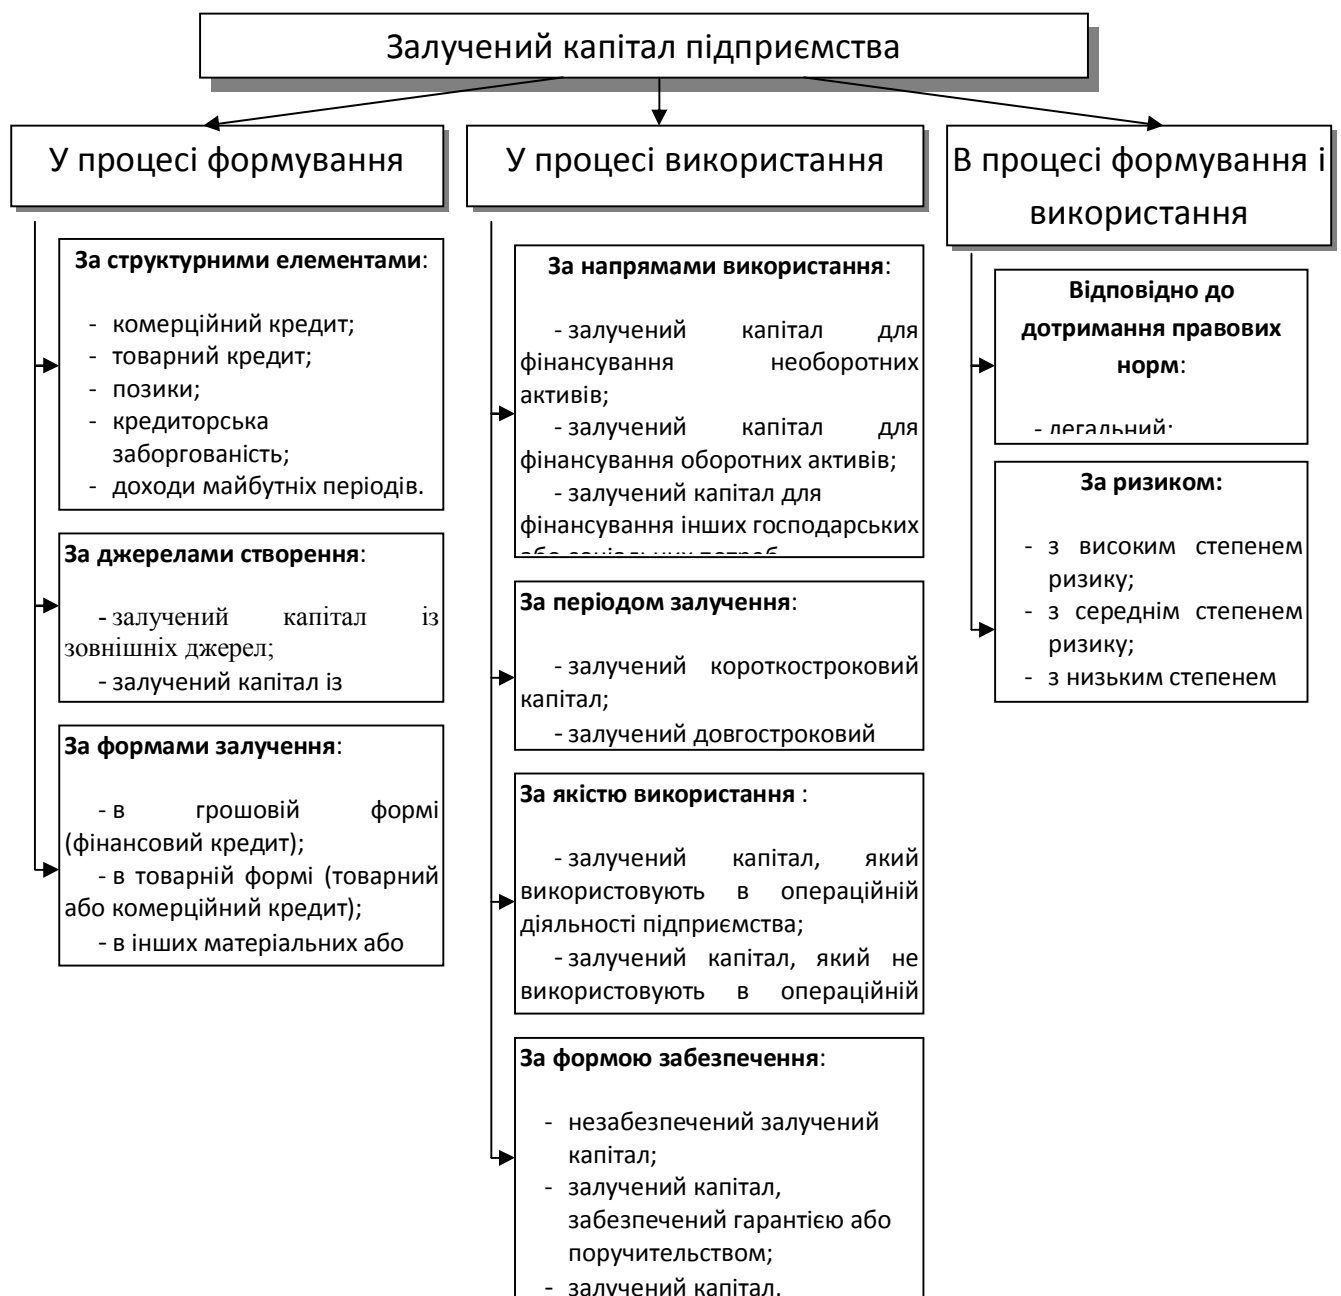 Залучений капітал підприємства
У процесі формування
За структурними елементами:
- комерційний кредит;
- товарний кредит;
- позики;
- кредиторська
заборгованість;
- доходи майбутніх періодів.
За джерелами створення:
- залучений капітал із
зовнішніх джерел;
- залучений капітал із
За формами залучення:
- в грошовій формі
(фінансовий кредит);
- в товарній формі (товарний
або комерційний кредит);
- в інших матеріальних або
У процесі використання
За напрямами використання:
- залучений капітал для
фінансування необоротних
активів;
- залучений капітал для
фінансування оборотних активів;
- залучений капітал для
фінансування інших господарських
або соціальних потреб
За періодом залучення:
- залучений короткостроковий
капітал;
- залучений довгостроковий
За якістю використання :
- залучений капітал, який
використовують в операційній
діяльності підприємства;
- залучений капітал, який не
використовують в операційній
За формою забезпечення:
- незабезпечений залучений
капітал;
- залучений капітал,
забезпечений гарантією або
поручительством;
- залучений капітал,
В процесі формування і
використання
Відповідно до
дотримання правових
норм:
- легальний;
За ризиком:
- з високим степенем
ризику;
- з середнім степенем
ризику;
- з низьким степенем